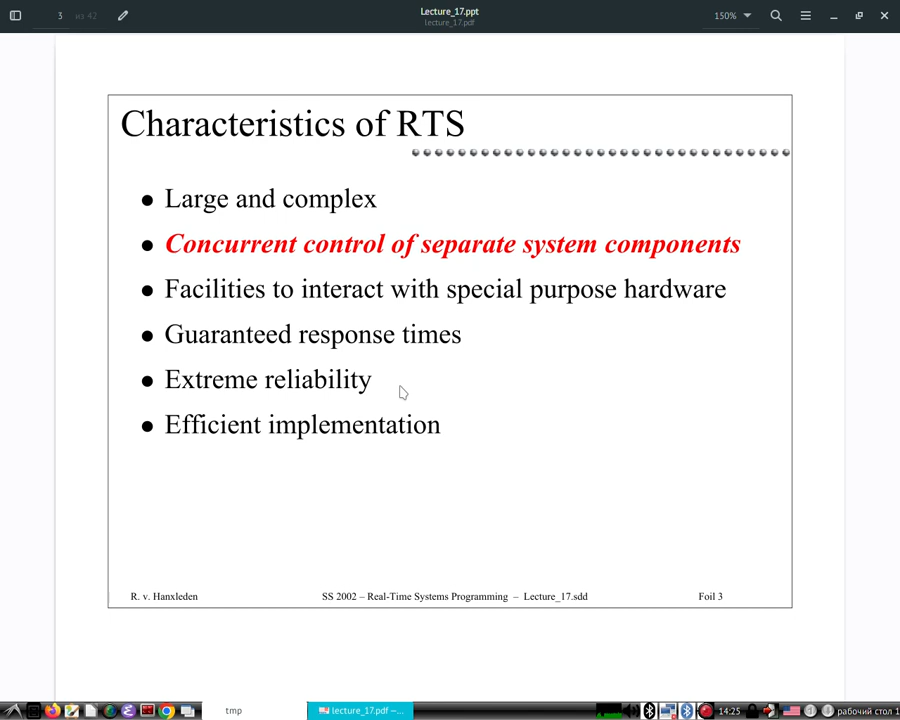 3 из 42
Lecture_17.ppt
lecture_17.pdf
150%
Characteristics of RTS
Large and complex
Concurrent control of separate system components
Facilities to interact with special purpose hardware
Guaranteed response times
Extreme reliability
Efficient implementation
R. v. Hanxleden
SS 2002 – Real-Time Systems Programming – Lecture_17.sdd
Foil 3
tmp
lecture_17.pdf —...
14:25
рабочий стол 1